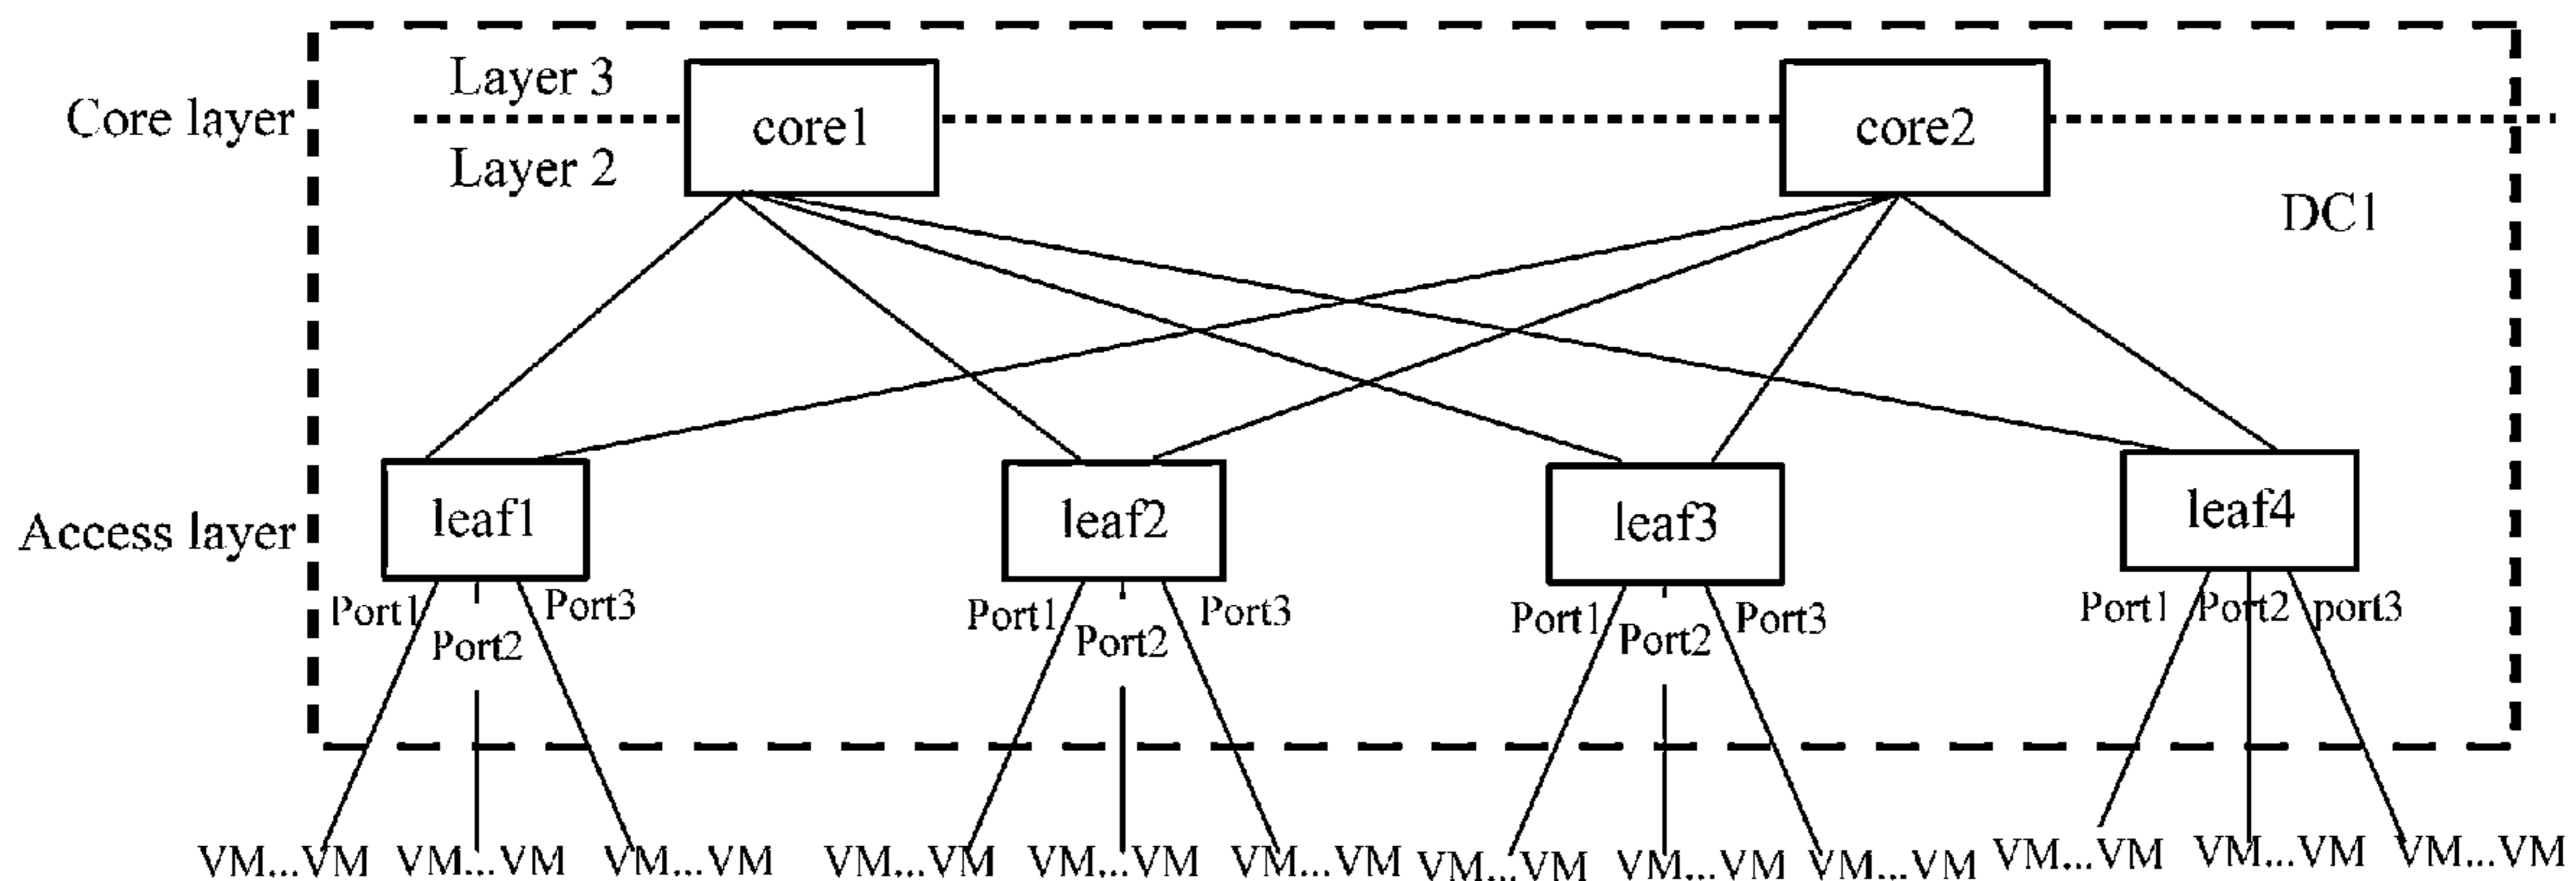 Layer 3
Core layer
core1
core2
Layer 2
DC1
Access layer
leaf1
leaf2
leaf3
leaf4
Port1
Port2
Port3
Port1
Port2
Port3
Port1
Port2
Port3
Port1
Port2
port3
VM...VM VM...VM VM...VM VM...VM VM...VM VM...VM VM...VM VM...VM VM...VM VM...VM VM...VM VM...VM